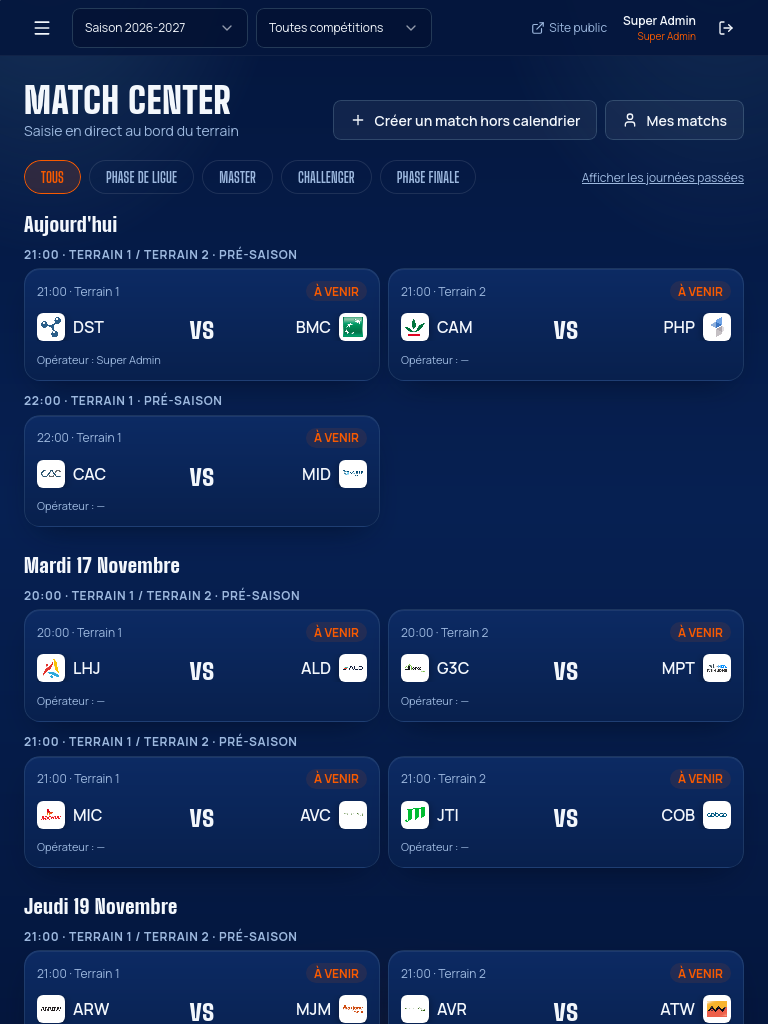 Saison 2026-2027
Toutes compétitions
Site public
Super Admin
Super Admin
MATCH CENTER
Saisie en direct au bord du terrain
Créer un match hors calendrier
Mes matchs
TOUS
PHASE DE LIGUE
MASTER
CHALLENGER
PHASE FINALE
Afficher les journées passées
Aujourd'hui
21:00 · TERRAIN 1 / TERRAIN 2 · PRÉ-SAISON
21:00 · Terrain 1 À VENIR
DST VS BMC
Opérateur : Super Admin
21:00 · Terrain 2 À VENIR
CAM VS PHP
Opérateur : —
22:00 · TERRAIN 1 · PRÉ-SAISON
22:00 · Terrain 1 À VENIR
CAC VS MID
Opérateur : —
Mardi 17 Novembre
20:00 · TERRAIN 1 / TERRAIN 2 · PRÉ-SAISON
20:00 · Terrain 1 À VENIR
LHJ VS ALD
Opérateur : —
20:00 · Terrain 2 À VENIR
G3C VS MPT
Opérateur : —
21:00 · TERRAIN 1 / TERRAIN 2 · PRÉ-SAISON
21:00 · Terrain 1 À VENIR
MIC VS AVC
Opérateur : —
21:00 · Terrain 2 À VENIR
JTI VS COB
Opérateur : —
Jeudi 19 Novembre
21:00 · TERRAIN 1 / TERRAIN 2 · PRÉ-SAISON
21:00 · Terrain 1 À VENIR
ARW VS MJM
21:00 · Terrain 2 À VENIR
AVR VS ATW